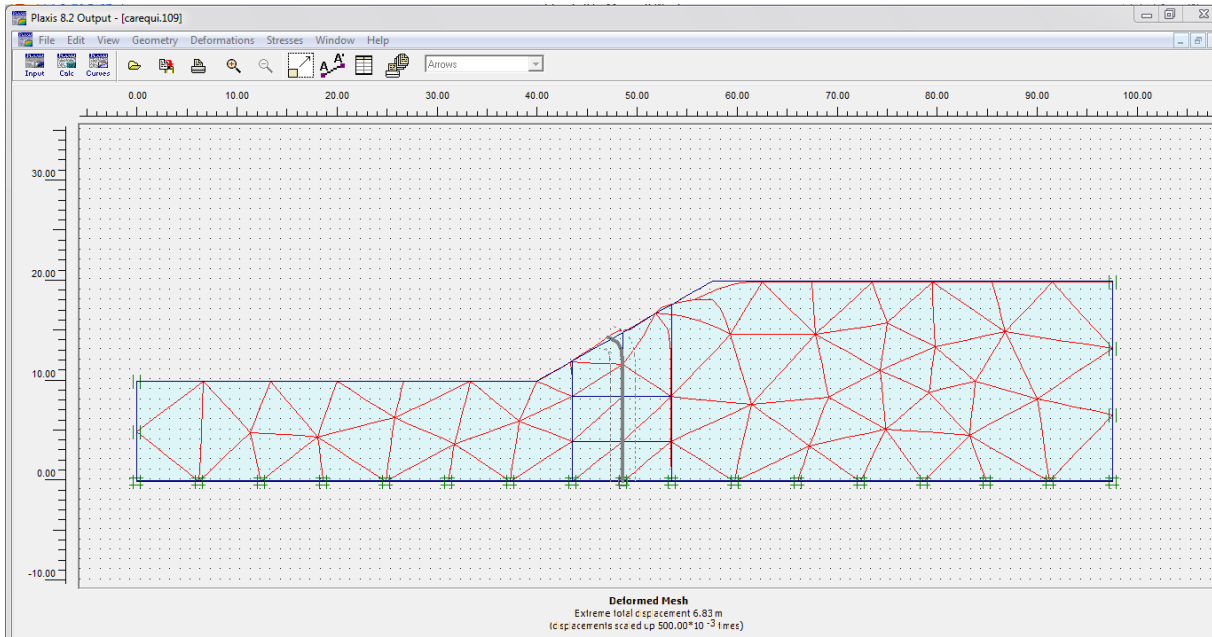 Plaxis 8.2 Output - [carequi.109]
File Edit View Geometry Deformations Stresses Window Help
Input Calc Curves A A' Arrows
0.00 10.00 20.00 30.00 40.00 50.00 60.00 70.00 80.00 90.00 100.00
30.00
20.00
10.00
0.00
-10.00
Deformed Mesh
Extreme total displacement 6.83 m
(displacements scaled up 500.00*10 -3 times)